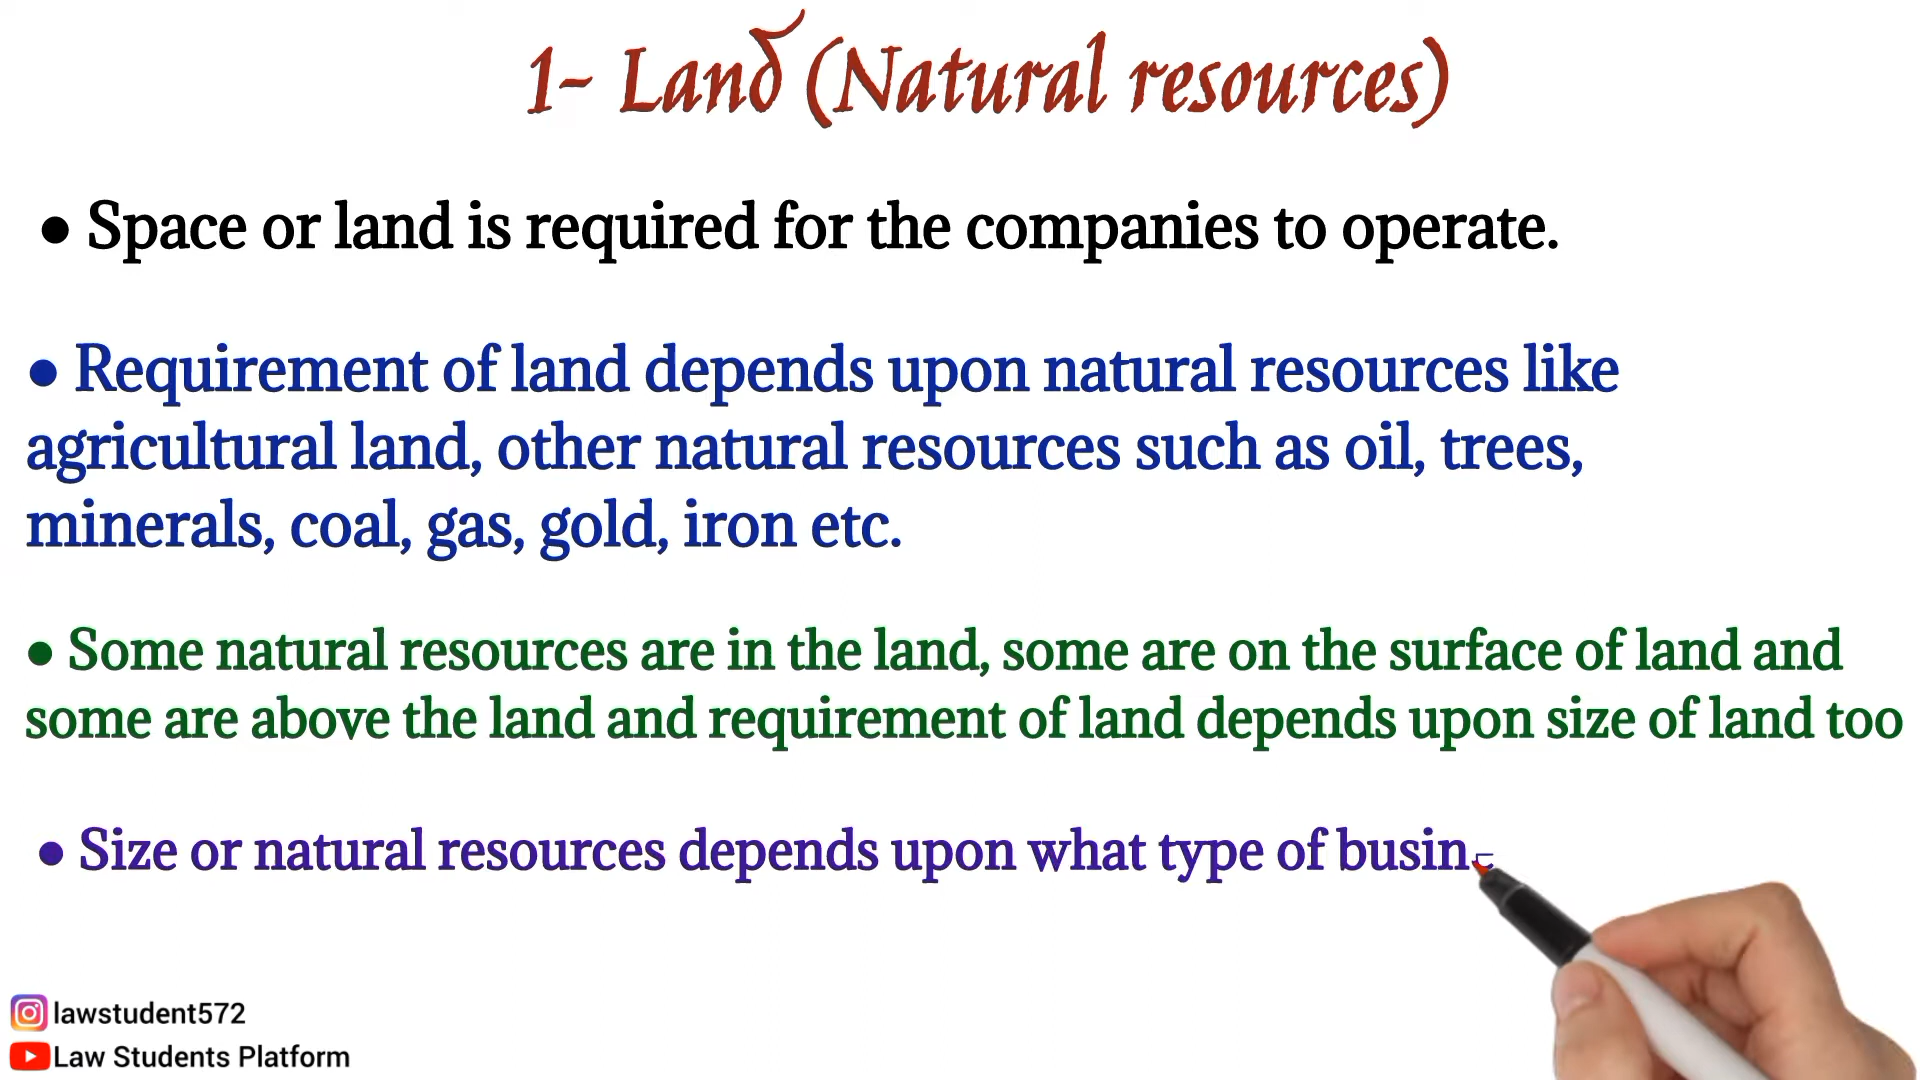 1- Land (Natural resources)
● Space or land is required for the companies to operate.
● Requirement of land depends upon natural resources like
agricultural land, other natural resources such as oil, trees,
minerals, coal, gas, gold, iron etc.
● Some natural resources are in the land, some are on the surface of land and
some are above the land and requirement of land depends upon size of land too
● Size or natural resources depends upon what type of busin
lawstudent572
Law Students Platform